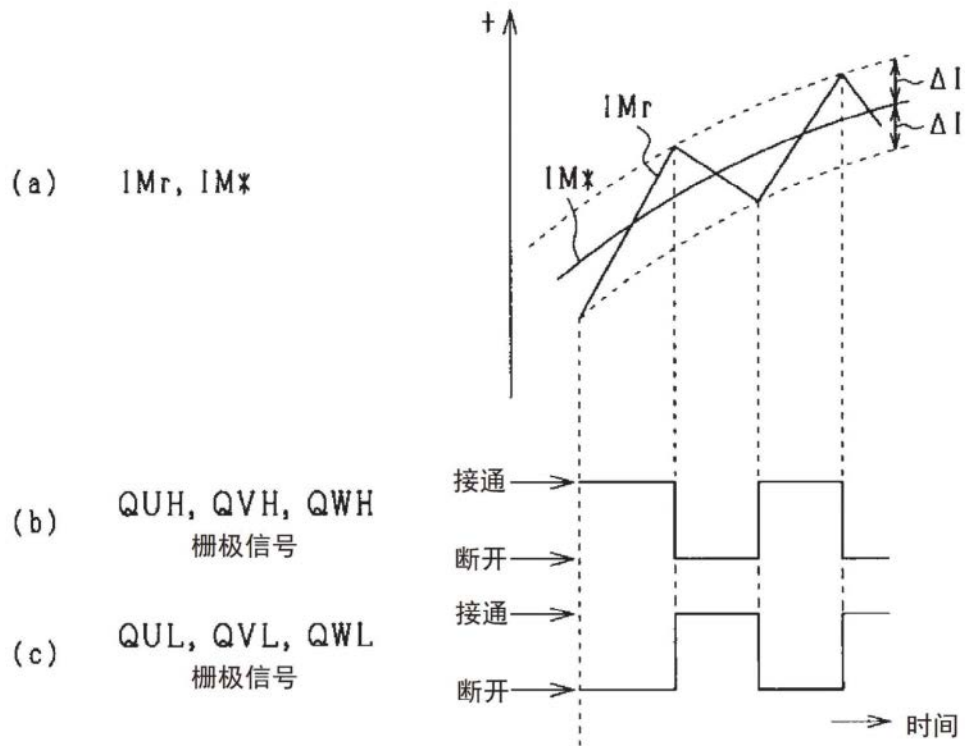 +
ΔI
IMr
ΔI
IM*
(a) IMr, IM*
接通
(b) QUH, QVH, QWH
栅极信号
断开
接通
(c) QUL, QVL, QWL
栅极信号
断开
时间